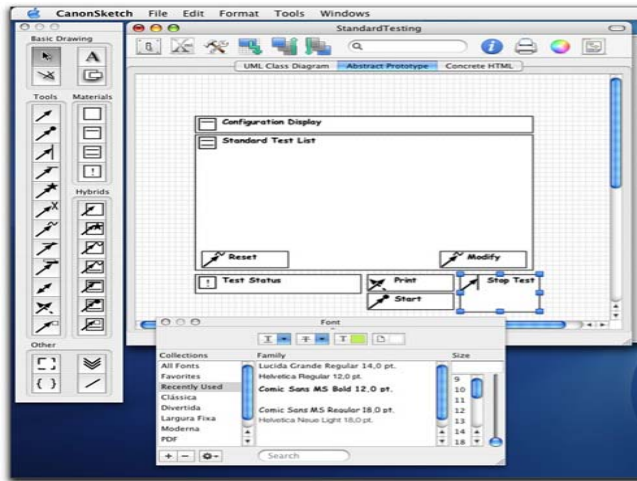 CanonSketch File Edit Format Tools Windows
Basic Drawing
A
Tools Materials
Hybrids
Other
{ }
StandardTesting
UML Class Diagram Abstract Prototype Concrete HTML
Configuration Display
Standard Test List
Reset Modify
! Test Status
Print
Start
Stop Test
Font
T T T
Collections Family Size
All Fonts
Favorites
Recently Used
Clássica
Divertida
Largura Fixa
Moderna
PDF
Lucida Grande Regular 14,0 pt.
Helvetica Regular 12,0 pt.
Comic Sans MS Bold 12,0 pt.
Comic Sans MS Regular 18,0 pt.
Helvetica Neue Light 18,0 pt.
9
10
11
12
13
14
18
+ − Search